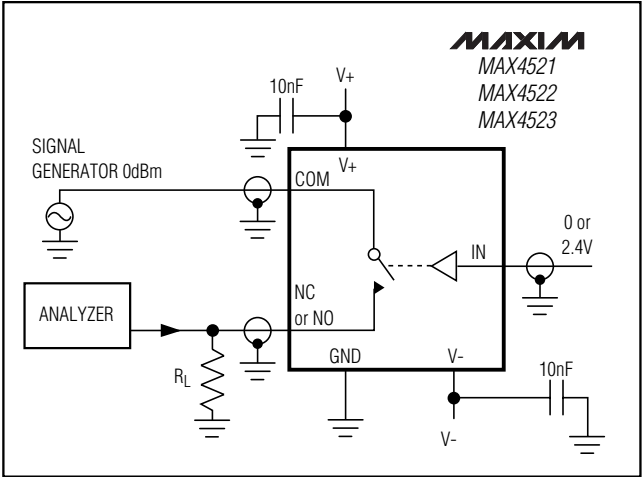 MAXIM
MAX4521
MAX4522
MAX4523
10nF
V+
SIGNAL
GENERATOR 0dBm
V+
COM
0 or
2.4V
IN
NC
or NO
ANALYZER
RL
GND
V-
10nF
V-